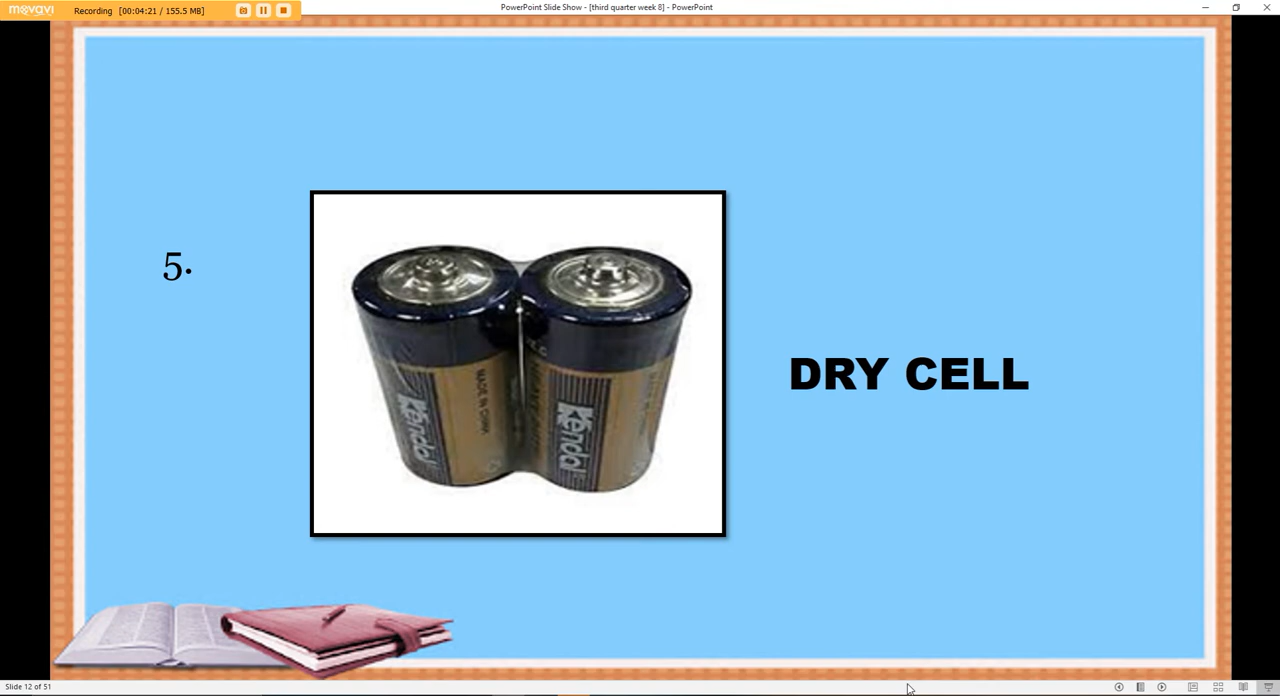 movavi
Recording [00:04:21 / 155.5 MB]
PowerPoint Slide Show - [third quarter week 8] - PowerPoint
5.
DRY CELL
MADE IN CHINA
Kendal
Kendal
Slide 12 of 51